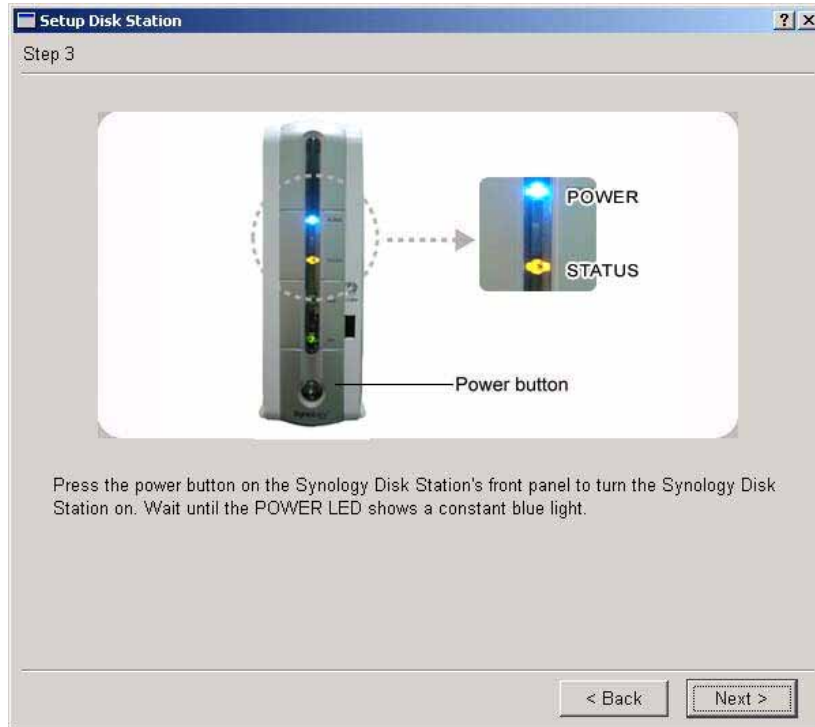 Setup Disk Station
Step 3
POWER
STATUS
Power button
Synology
Press the power button on the Synology Disk Station's front panel to turn the Synology Disk
Station on. Wait until the POWER LED shows a constant blue light.
< Back
Next >